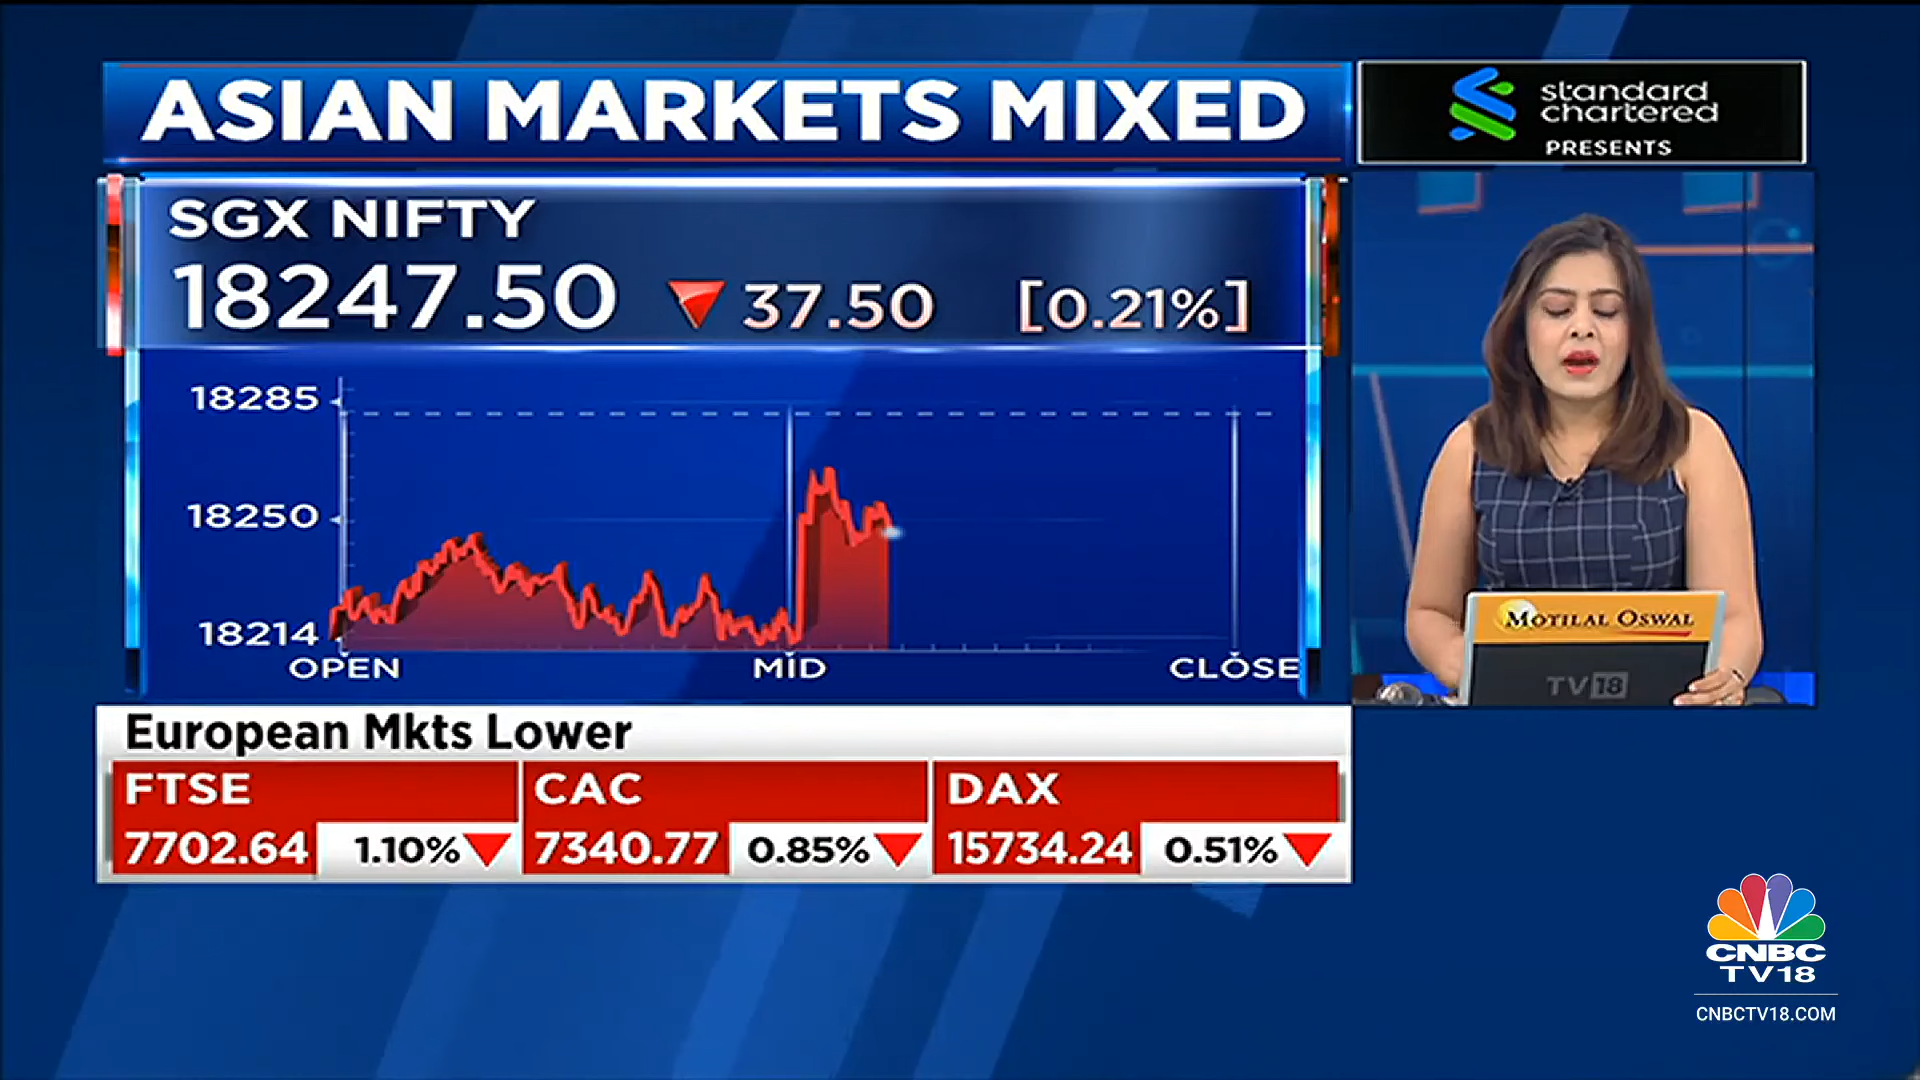 ASIAN MARKETS MIXED
standard
chartered
PRESENTS
SGX NIFTY
18247.50 ▼ 37.50 [0.21%]
18285
18250
18214
OPEN MID CLOSE
MOTILAL OSWAL
TV18
European Mkts Lower
FTSE CAC DAX
7702.64 1.10% ▼ 7340.77 0.85% ▼ 15734.24 0.51% ▼
CNBC
TV18
CNBCTV18.COM